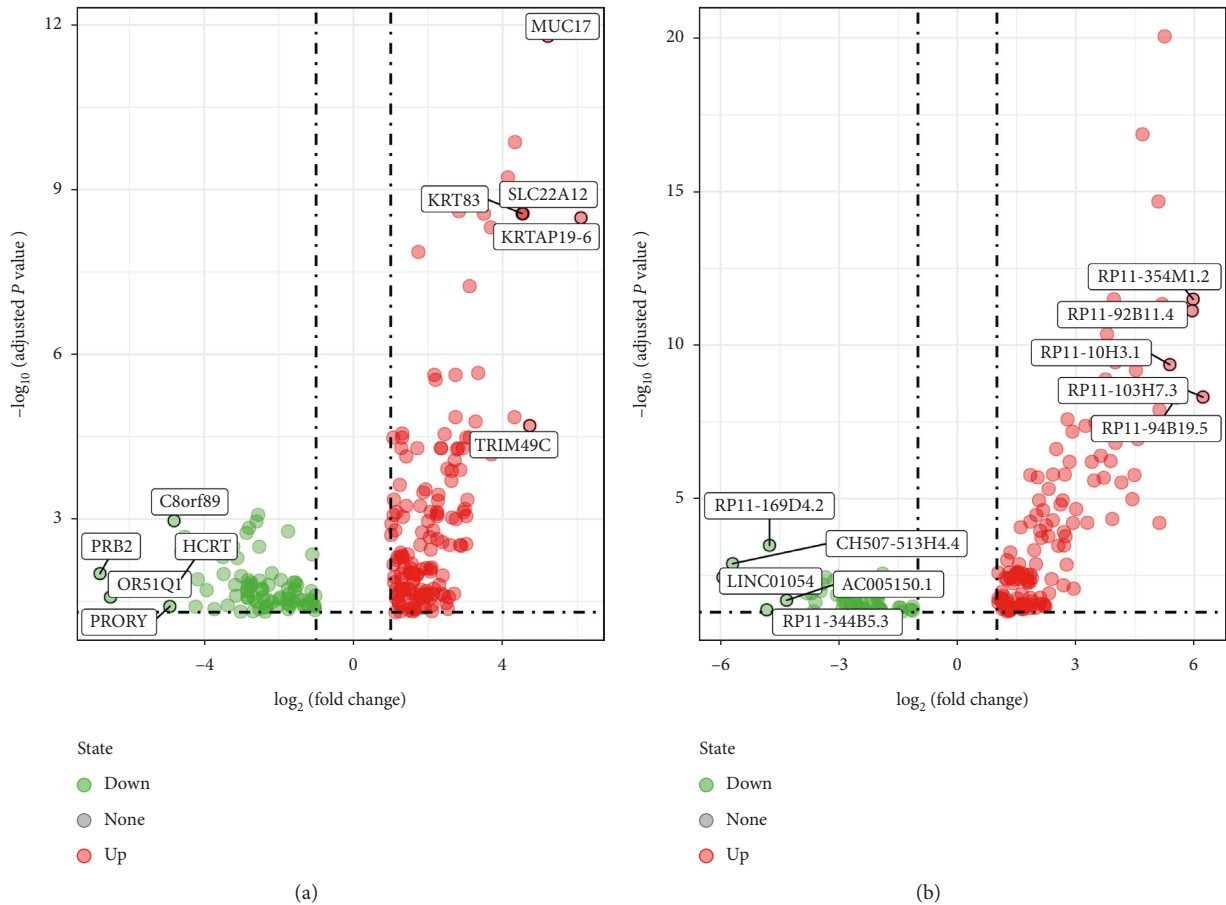 12
9
6
3
−log10 (adjusted P value)
MUC17
SLC22A12
KRT83
KRTAP19-6
TRIM49C
C8orf89
PRB2
HCRT
OR51Q1
PRORY
−4
0
4
log2 (fold change)
State
Down
None
Up
(a)
20
15
10
5
−log10 (adjusted P value)
RP11-354M1.2
RP11-92B11.4
RP11-10H3.1
RP11-103H7.3
RP11-94B19.5
RP11-169D4.2
CH507-513H4.4
LINC01054
AC005150.1
RP11-344B5.3
−6
−3
0
3
6
log2 (fold change)
State
Down
None
Up
(b)